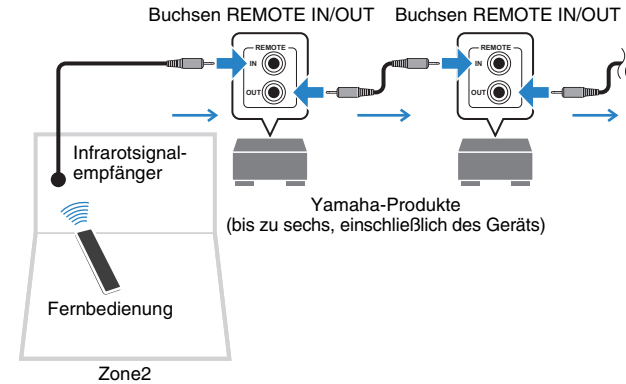 Buchsen REMOTE IN/OUT
Buchsen REMOTE IN/OUT
REMOTE
IN
OUT
REMOTE
IN
OUT
Infrarotsignal-
empfänger
Yamaha-Produkte
(bis zu sechs, einschließlich des Geräts)
Fernbedienung
Zone2